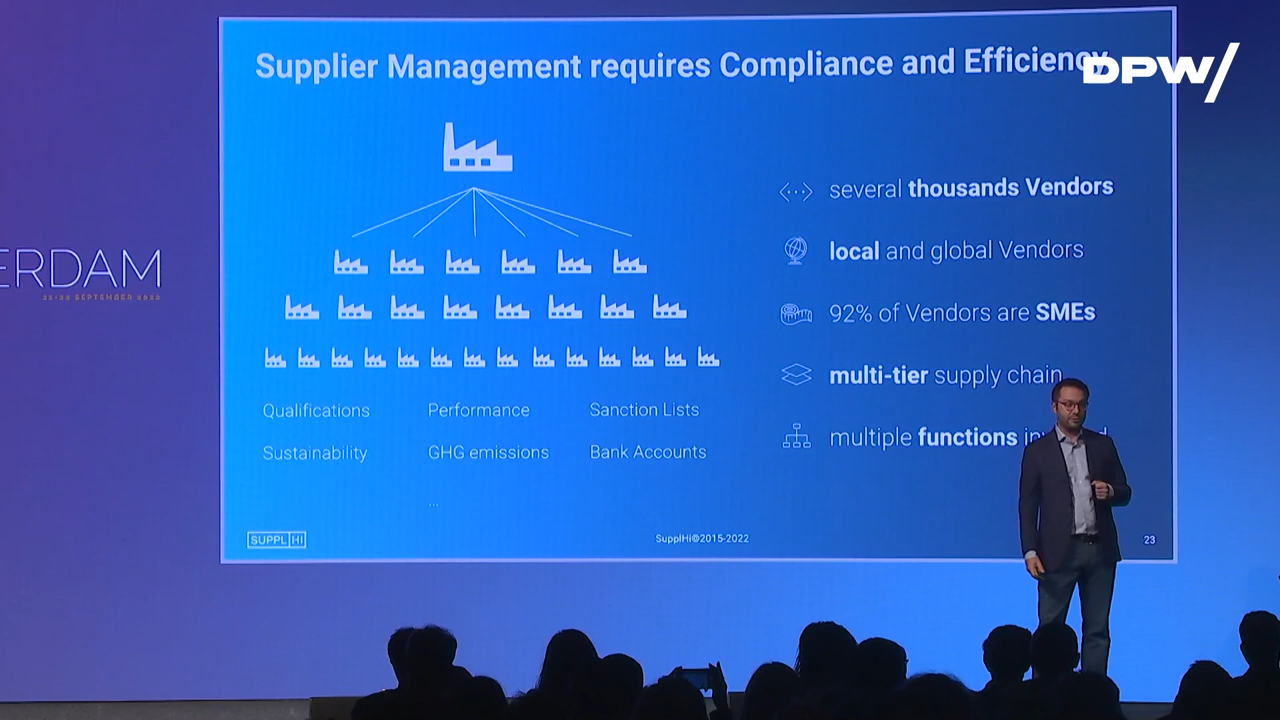 Supplier Management requires Compliance and Efficiency
DPW/
several thousands Vendors
local and global Vendors
92% of Vendors are SMEs
multi-tier supply chain
multiple functions
ERDAM
Qualifications Performance Sanction Lists
Sustainability GHG emissions Bank Accounts
...
SUPPLHI
SupplHi©2015-2022
23